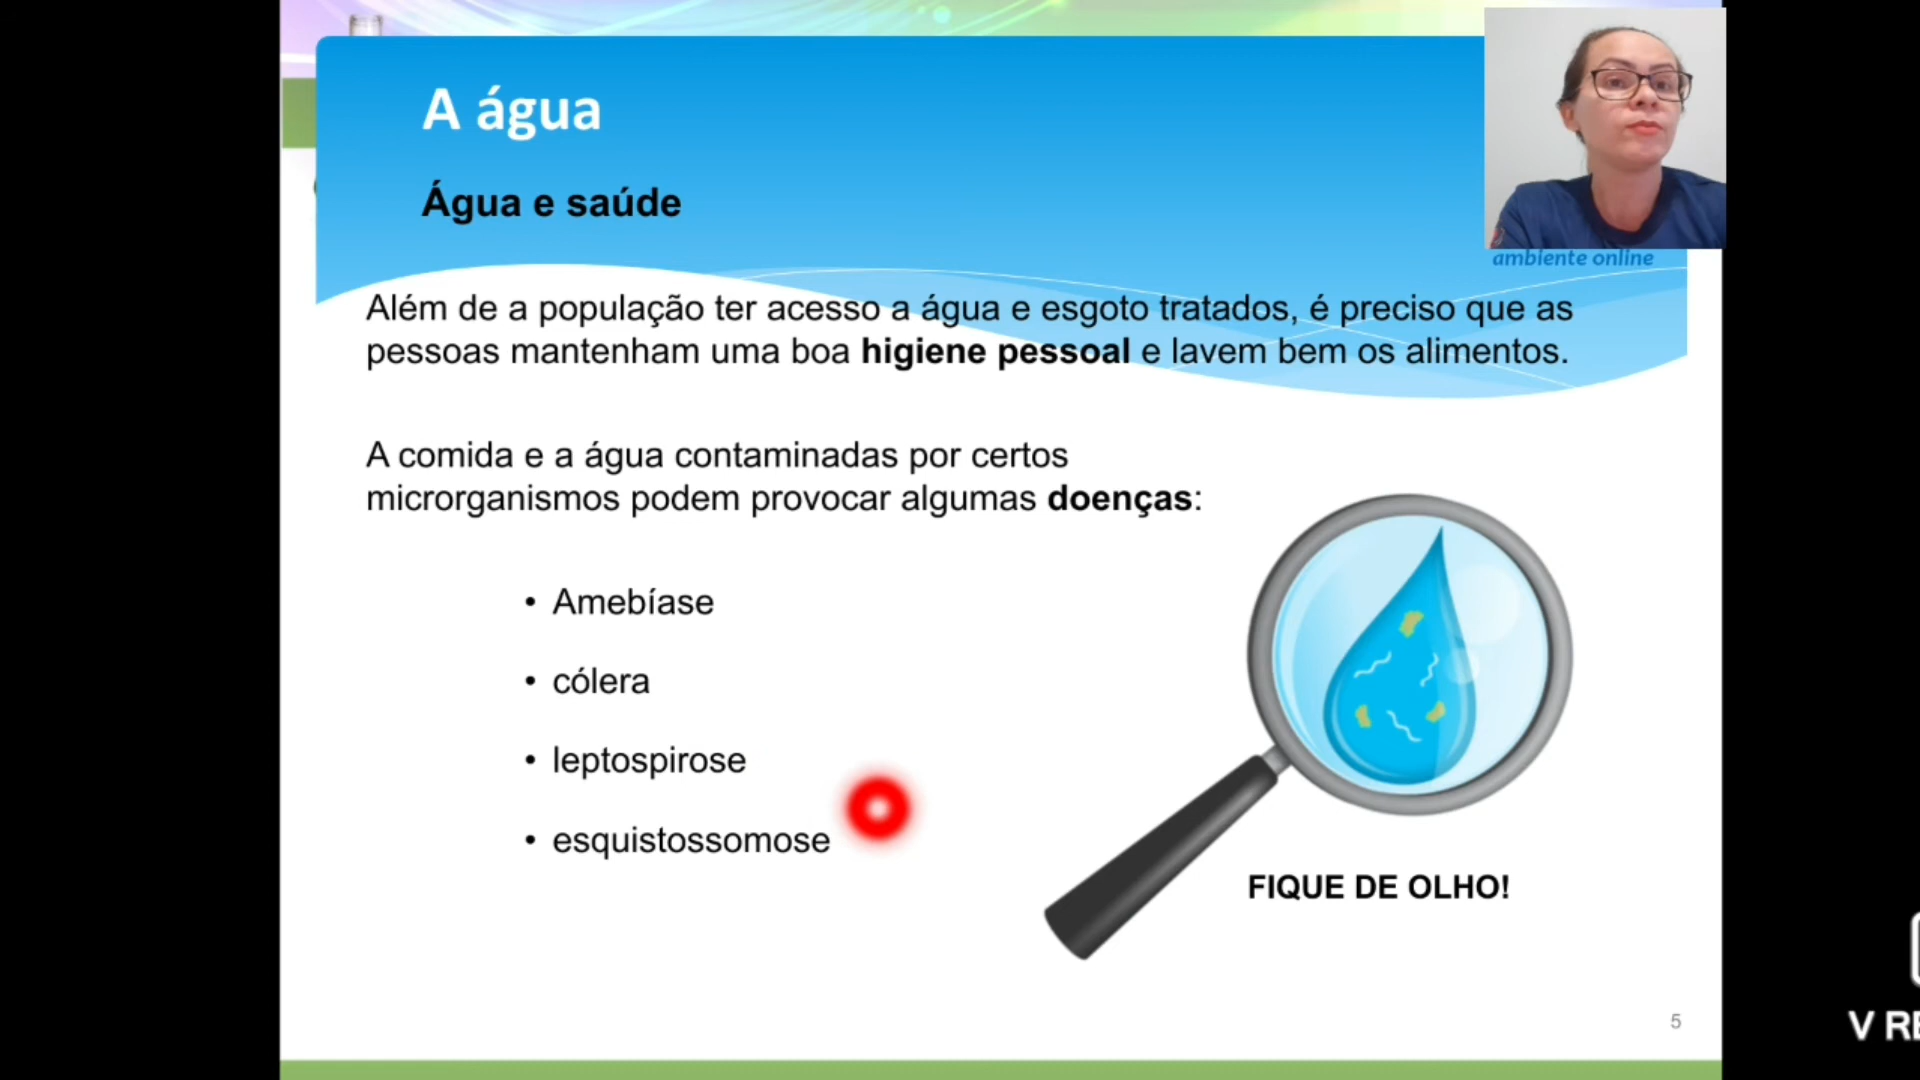 A água
Água e saúde
ambiente online
Além de a população ter acesso a água e esgoto tratados, é preciso que as
pessoas mantenham uma boa higiene pessoal e lavem bem os alimentos.
A comida e a água contaminadas por certos
microrganismos podem provocar algumas doenças:
• Amebíase
• cólera
• leptospirose
• esquistossomose
FIQUE DE OLHO!
5